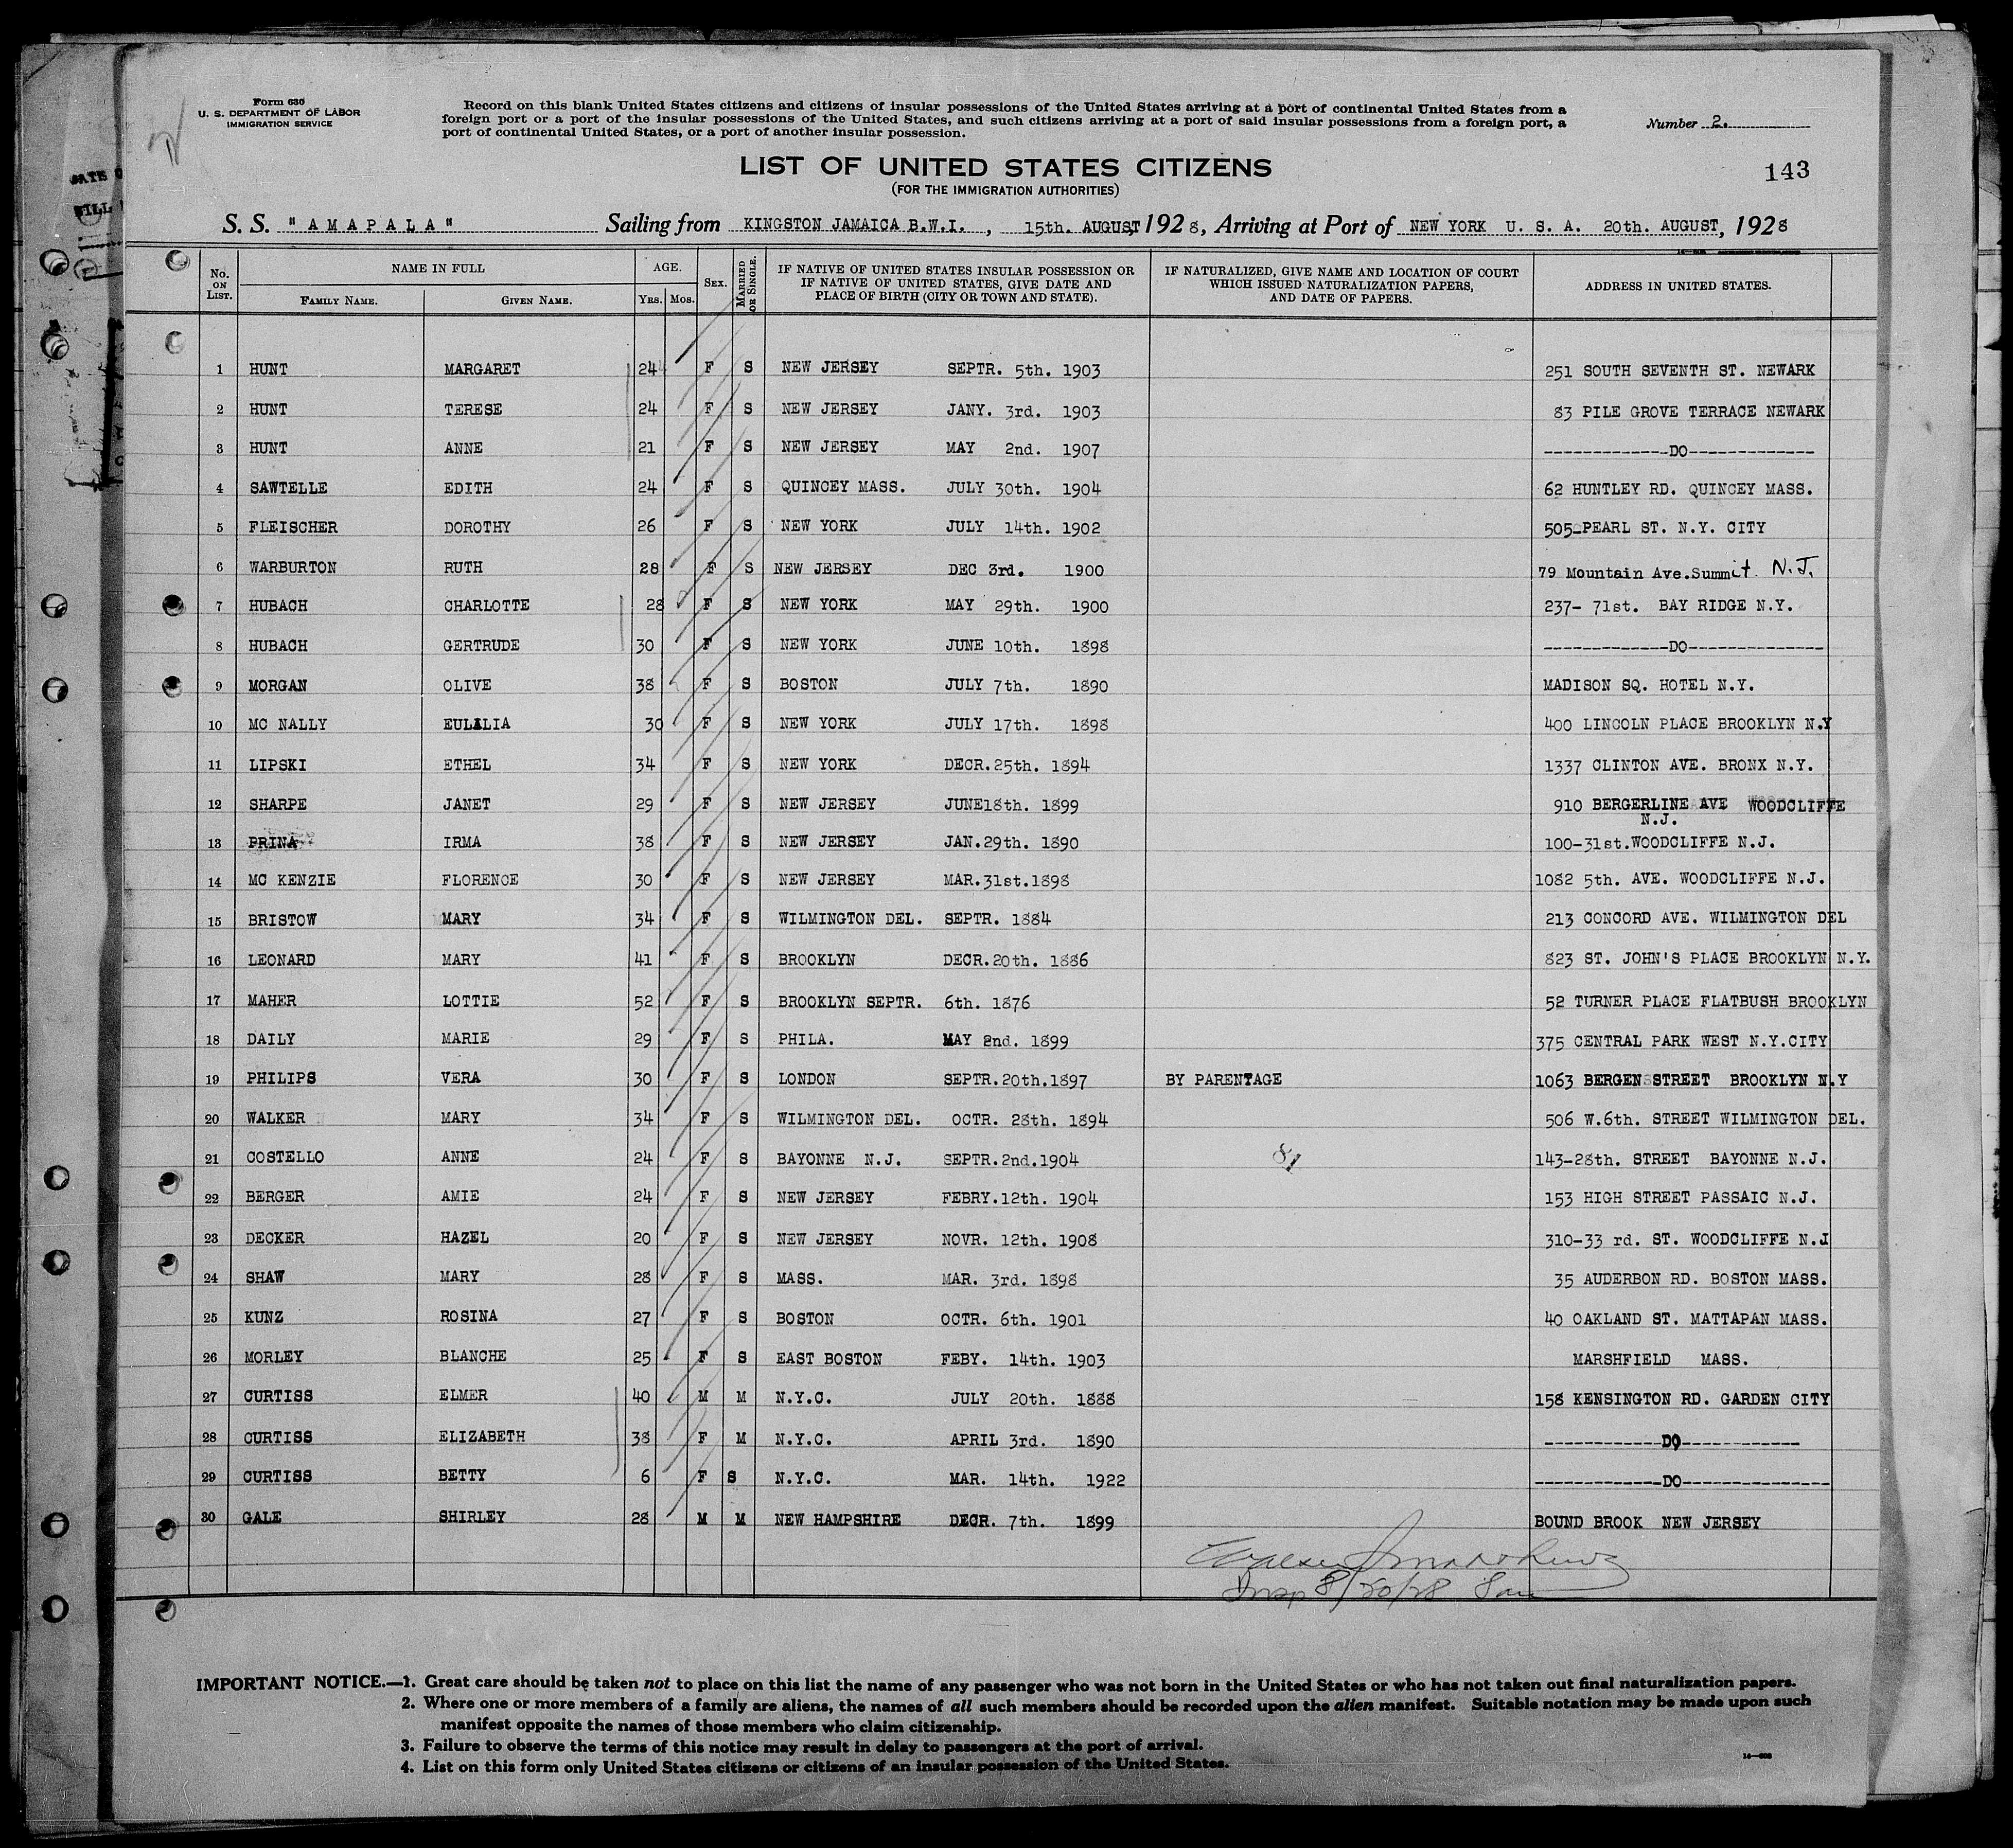 Form 630
U. S. DEPARTMENT OF LABOR
IMMIGRATION SERVICE
Record on this blank United States citizens and citizens of insular possessions of the United States arriving at a port of continental United States from a
foreign port or a port of the insular possessions of the United States, and such citizens arriving at a port of said insular possessions from a foreign port, a
port of continental United States, or a port of another insular possession.
Number 2.
LIST OF UNITED STATES CITIZENS
(FOR THE IMMIGRATION AUTHORITIES)
143
S. S. "AMAPALA" Sailing from KINGSTON JAMAICA B.W.I. , 15th. AUGUST, 1928, Arriving at Port of NEW YORK U. S. A. 20th. AUGUST, 1928
No. ON LIST. NAME IN FULL FAMILY NAME. GIVEN NAME. AGE. YRS. MOS. SEX. MARRIED OR SINGLE. IF NATIVE OF UNITED STATES INSULAR POSSESSION OR IF NATIVE OF UNITED STATES, GIVE DATE AND PLACE OF BIRTH (CITY OR TOWN AND STATE). IF NATURALIZED, GIVE NAME AND LOCATION OF COURT WHICH ISSUED NATURALIZATION PAPERS, AND DATE OF PAPERS. ADDRESS IN UNITED STATES.
1 HUNT MARGARET 24 F S NEW JERSEY SEPTR. 5th. 1903 251 SOUTH SEVENTH ST. NEWARK
2 HUNT TERESE 24 F S NEW JERSEY JANY. 3rd. 1903 83 PILE GROVE TERRACE NEWARK
3 HUNT ANNE 21 F S NEW JERSEY MAY 2nd. 1907 -------------DO-------------
4 SAWTELLE EDITH 24 F S QUINCEY MASS. JULY 30th. 1904 62 HUNTLEY RD. QUINCEY MASS.
5 FLEISCHER DOROTHY 26 F S NEW YORK JULY 14th. 1902 505 PEARL ST. N.Y. CITY
6 WARBURTON RUTH 28 F S NEW JERSEY DEC 3rd. 1900 79 Mountain Ave.Summit. N.J.
7 HUBACH CHARLOTTE 28 F S NEW YORK MAY 29th. 1900 237- 71st. BAY RIDGE N.Y.
8 HUBACH GERTRUDE 30 F S NEW YORK JUNE 10th. 1898 -------------DO--------------
9 MORGAN OLIVE 38 F S BOSTON JULY 7th. 1890 MADISON SQ. HOTEL N.Y.
10 MC NALLY EULALIA 30 F S NEW YORK JULY 17th. 1898 400 LINCOLN PLACE BROOKLYN N.Y
11 LIPSKI ETHEL 34 F S NEW YORK DECR.25th. 1894 1337 CLINTON AVE. BRONX N.Y.
12 SHARPE JANET 29 F S NEW JERSEY JUNE18th. 1899 910 BERGERLINE AVE WOODCLIFFE
N.J.
13 PRINA IRMA 38 F S NEW JERSEY JAN.29th. 1890 100-31st.WOODCLIFFE N.J.
14 MC KENZIE FLORENCE 30 F S NEW JERSEY MAR.31st.1898 1082 5th. AVE. WOODCLIFFE N.J.
15 BRISTOW MARY 34 F S WILMINGTON DEL. SEPTR. 1884 213 CONCORD AVE. WILMINGTON DEL
16 LEONARD MARY 41 F S BROOKLYN DECR.20th. 1886 823 ST. JOHN'S PLACE BROOKLYN N.Y.
17 MAHER LOTTIE 52 F S BROOKLYN SEPTR. 6th. 1876 52 TURNER PLACE FLATBUSH BROOKLYN
18 DAILY MARIE 29 F S PHILA. MAY 2nd. 1899 375 CENTRAL PARK WEST N.Y.CITY
19 PHILIPS VERA 30 F S LONDON SEPTR.20th.1897 BY PARENTAGE 1063 BERGEN STREET BROOKLYN N.Y
20 WALKER MARY 34 F S WILMINGTON DEL. OCTR. 28th. 1894 506 W.6th. STREET WILMINGTON DEL.
21 COSTELLO ANNE 24 F S BAYONNE N.J. SEPTR.2nd.1904 81 143-28th. STREET BAYONNE N.J.
22 BERGER AMIE 24 F S NEW JERSEY FEBRY.12th. 1904 153 HIGH STREET PASSAIC N.J.
23 DECKER HAZEL 20 F S NEW JERSEY NOVR. 12th. 1908 310-33 rd. ST. WOODCLIFFE N.J
24 SHAW MARY 28 F S MASS. MAR. 3rd. 1898 35 AUDERBON RD. BOSTON MASS.
25 KUNZ ROSINA 27 F S BOSTON OCTR. 6th. 1901 40 OAKLAND ST. MATTAPAN MASS.
26 MORLEY BLANCHE 25 F S EAST BOSTON FEBY. 14th. 1903 MARSHFIELD MASS.
27 CURTISS ELMER 40 M M N.Y.C. JULY 20th. 1888 158 KENSINGTON RD. GARDEN CITY
28 CURTISS ELIZABETH 38 F M N.Y.C. APRIL 3rd. 1890 ------------DO------------
29 CURTISS BETTY 6 F S N.Y.C. MAR. 14th. 1922 -------------DO---------------
30 GALE SHIRLEY 28 M M NEW HAMPSHIRE DECR. 7th. 1899 BOUND BROOK NEW JERSEY
Insp 8/20/28
IMPORTANT NOTICE.—1. Great care should be taken not to place on this list the name of any passenger who was not born in the United States or who has not taken out final naturalization papers.
2. Where one or more members of a family are aliens, the names of all such members should be recorded upon the alien manifest. Suitable notation may be made upon such
manifest opposite the names of those members who claim citizenship.
3. Failure to observe the terms of this notice may result in delay to passengers at the port of arrival.
4. List on this form only United States citizens or citizens of an insular possession of the United States.